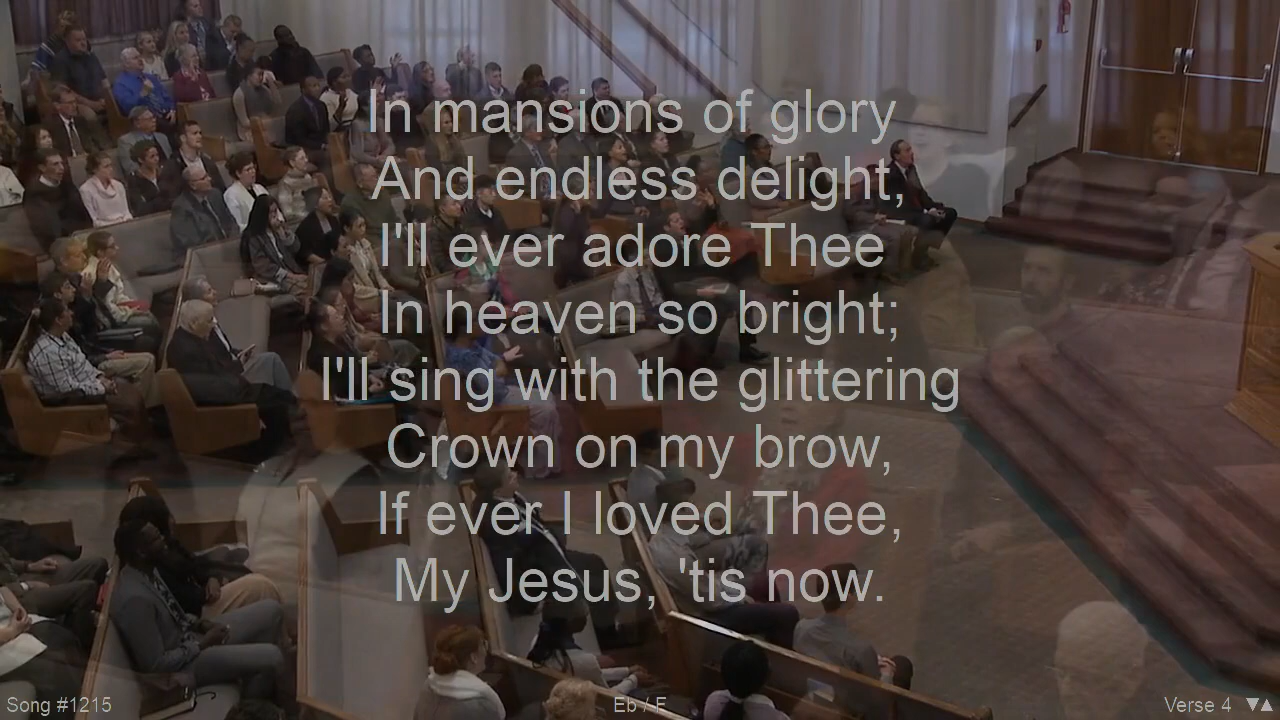 In mansions of glory
And endless delight,
I'll ever adore Thee
In heaven so bright;
I'll sing with the glittering
Crown on my brow,
If ever I loved Thee,
My Jesus, 'tis now.
Song #1215
Eb / F
Verse 4 ▼▲